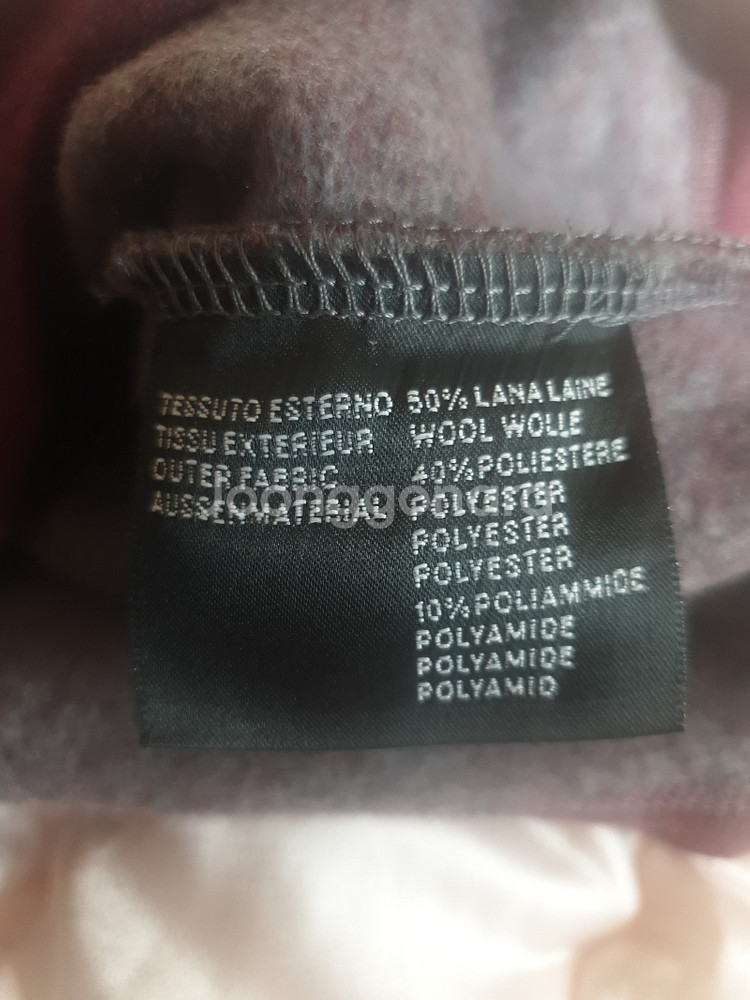 TESSUTO ESTERNO 50% LANA LAINE
TISSU EXTERIEUR WOOL WOLLE
OUTER FABRIC 40% POLIESTERE
AUSSENMATERIAL POLYESTER
POLYESTER
POLYESTER
10% POLIAMMIDE
POLYAMIDE
POLYAMIDE
POLYAMID